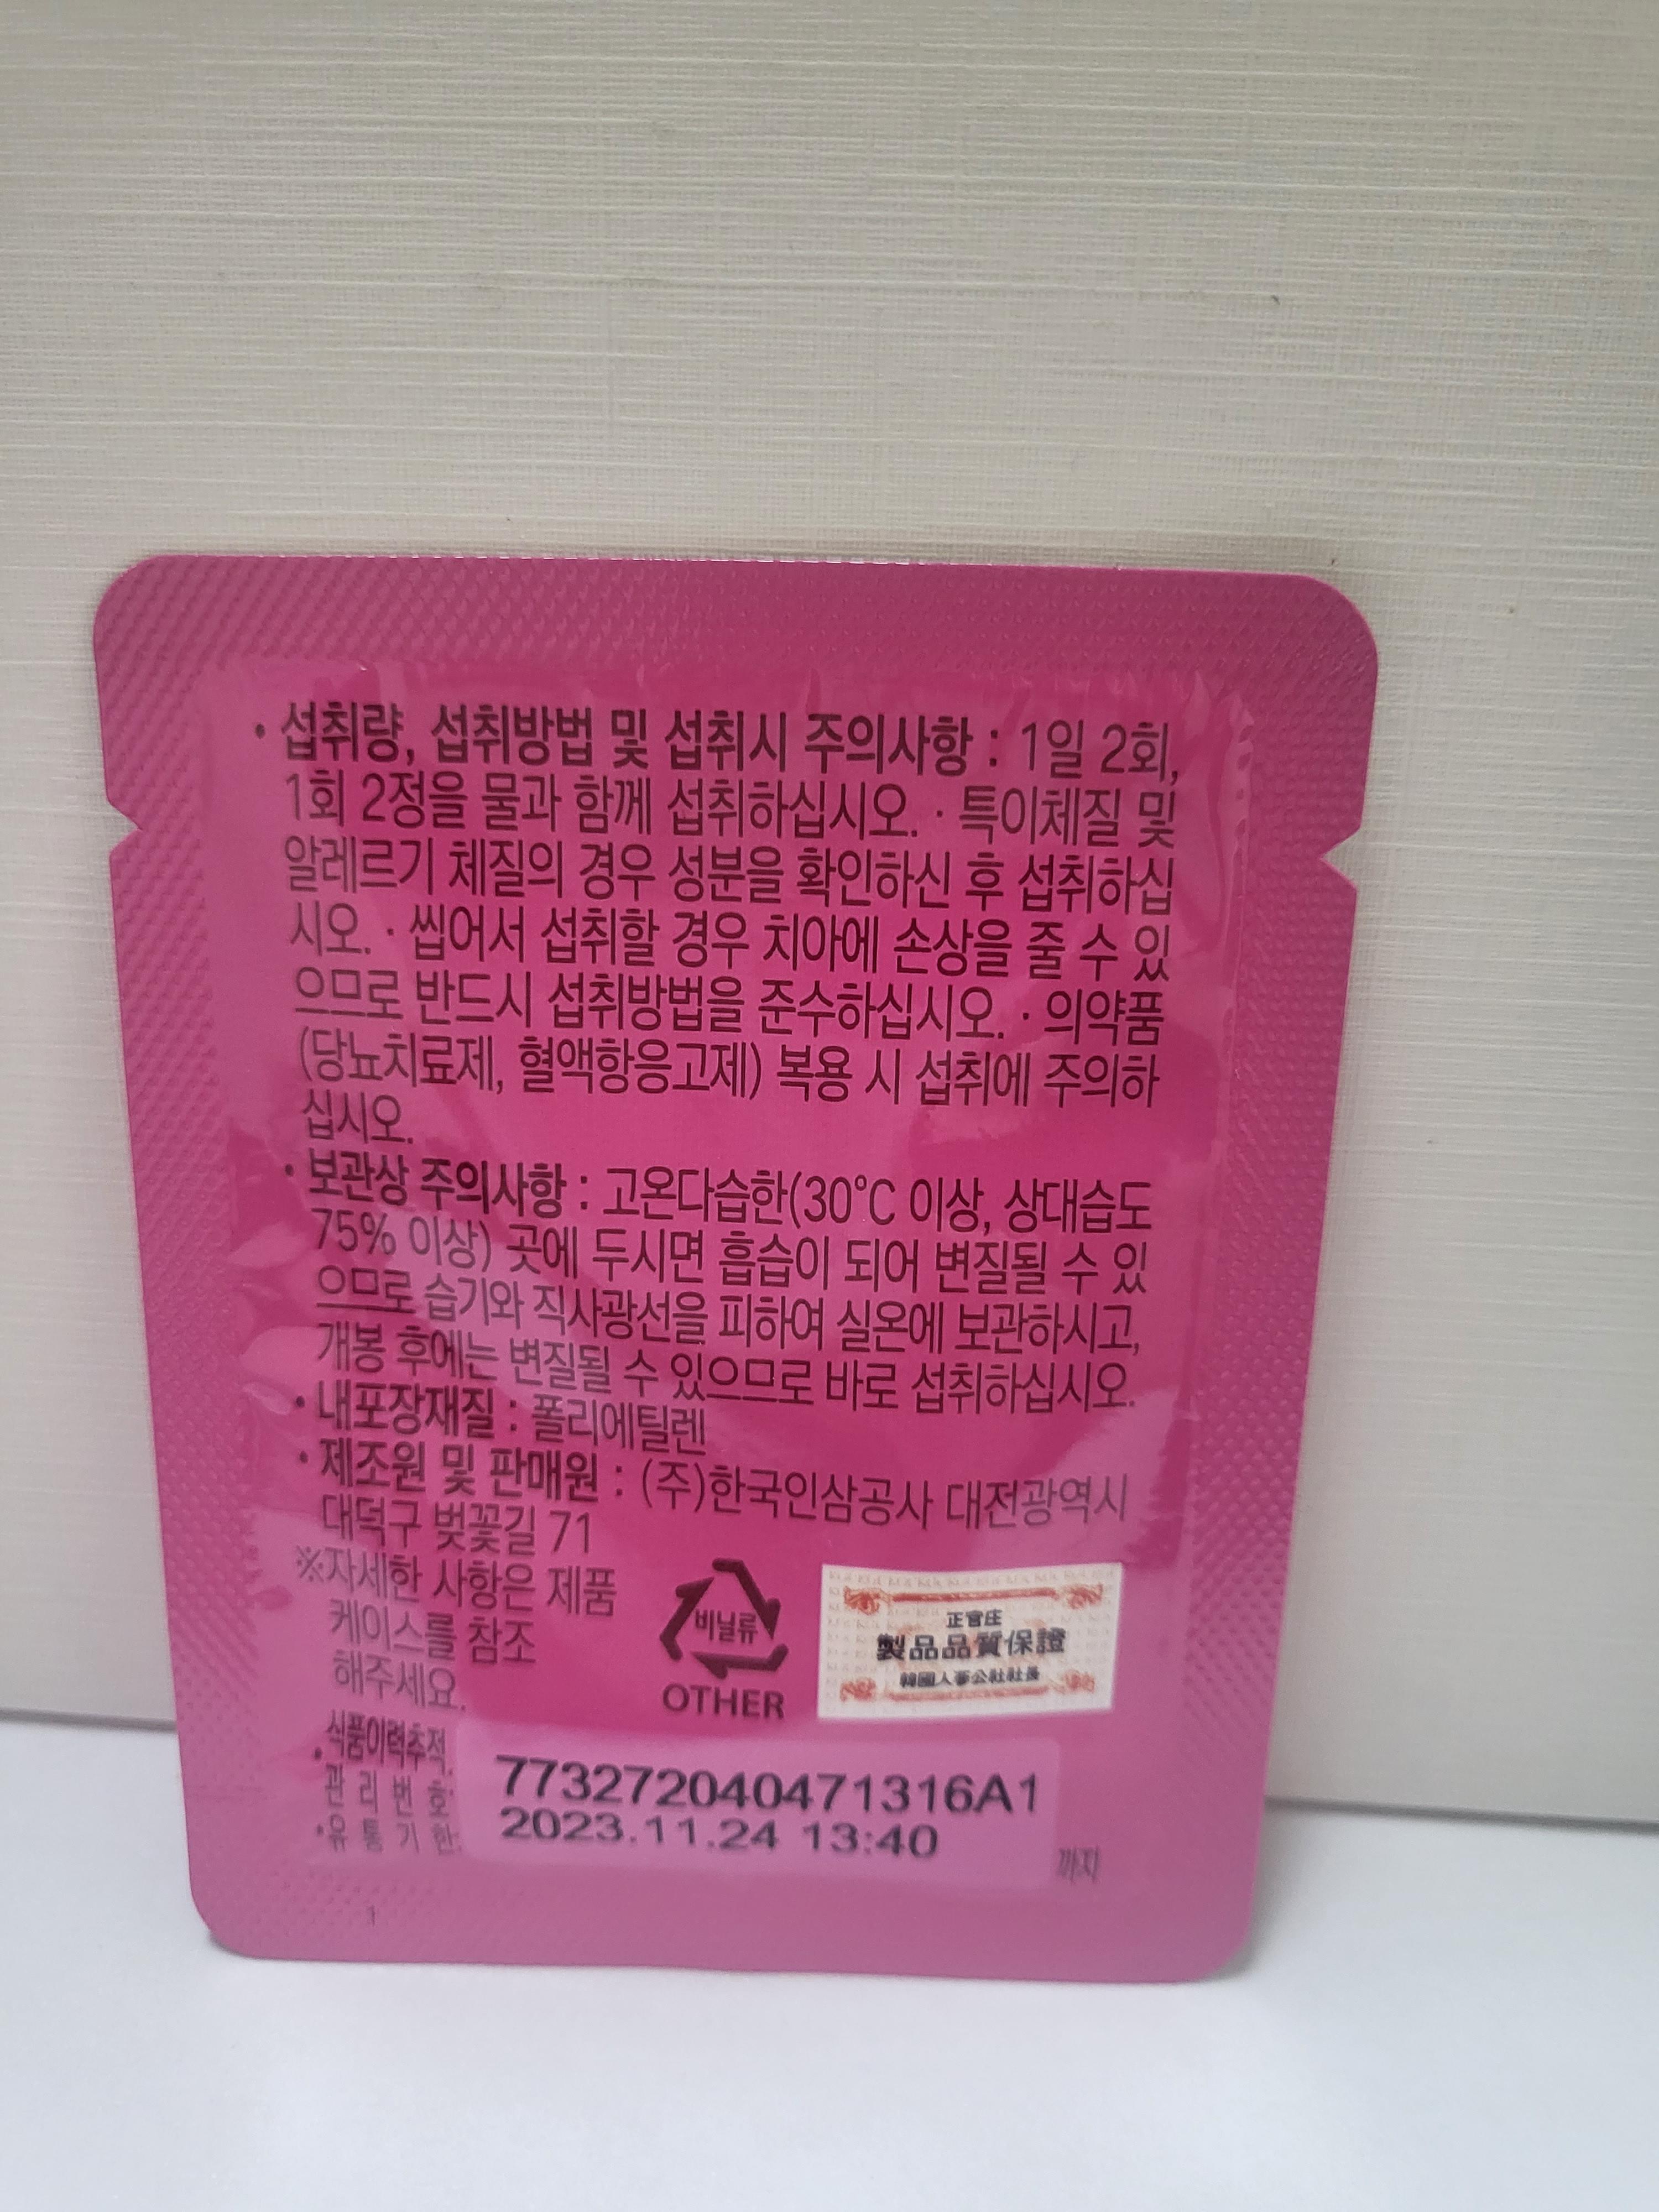 • 섭취량, 섭취방법 및 섭취시 주의사항 : 1일 2회,
1회 2정을 물과 함께 섭취하십시오. · 특이체질 및
알레르기 체질의 경우 성분을 확인하신 후 섭취하십
시오. · 씹어서 섭취할 경우 치아에 손상을 줄 수 있
으므로 반드시 섭취방법을 준수하십시오. · 의약품
(당뇨치료제, 혈액항응고제) 복용 시 섭취에 주의하
십시오.
• 보관상 주의사항 : 고온다습한(30°C 이상, 상대습도
75% 이상) 곳에 두시면 흡습이 되어 변질될 수 있
으므로 습기와 직사광선을 피하여 실온에 보관하시고,
개봉 후에는 변질될 수 있으므로 바로 섭취하십시오.
• 내포장재질 : 폴리에틸렌
• 제조원 및 판매원 : (주)한국인삼공사 대전광역시
대덕구 벚꽃길 71
※자세한 사항은 제품
케이스를 참조
해주세요.
비닐류
OTHER
正官庄
製品品質保證
韓國人蔘公社社長
• 식품이력추적
관 리 번 호:
773272040471316A1
• 유 통 기 한:
2023.11.24 13:40
까지
1